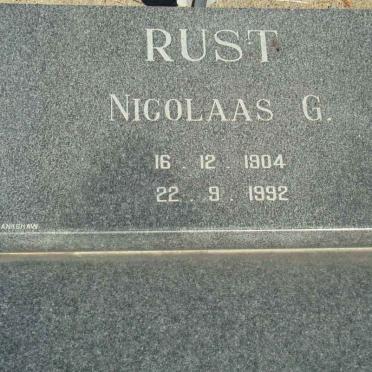 RUST
NICOLAAS G.
16 . 12 . 1904
22 . 9 . 1992